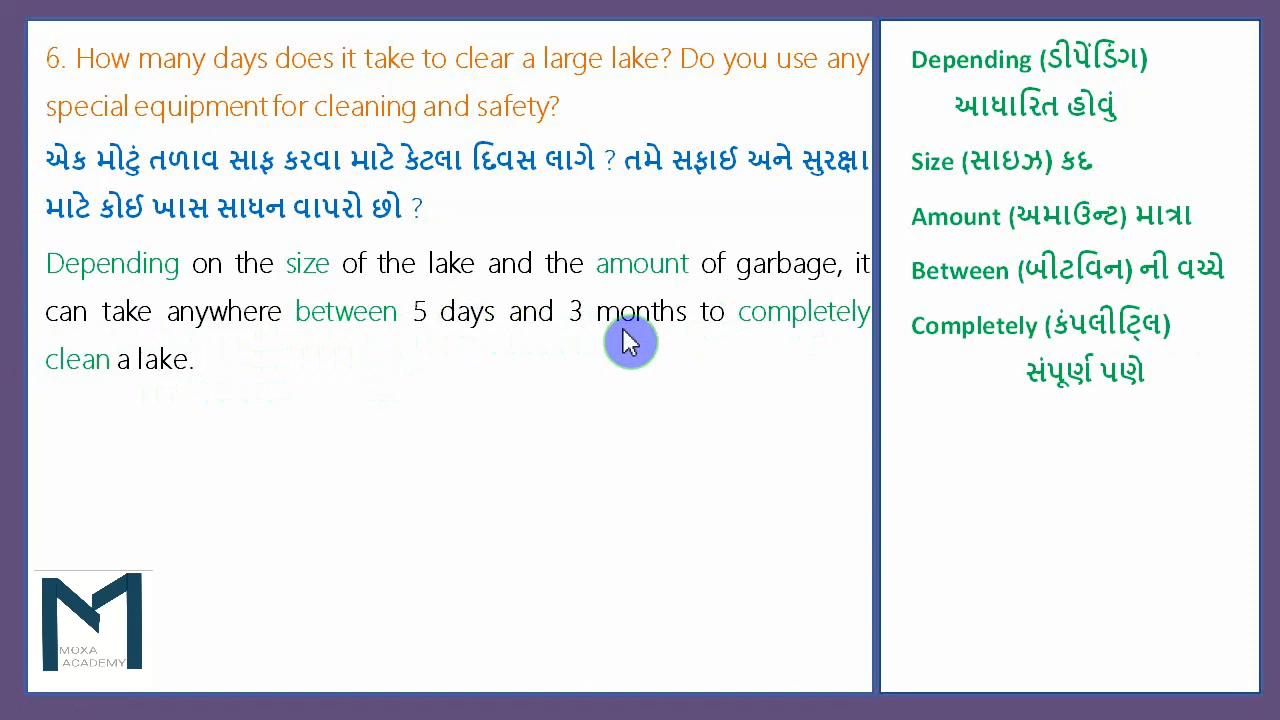 6. How many days does it take to clear a large lake? Do you use any
special equipment for cleaning and safety?
એક મોટું તળાવ સાફ કરવા માટે કેટલા દિવસ લાગે ? તમે સફાઈ અને સુરક્ષા
માટે કોઈ ખાસ સાધન વાપરો છો ?
Depending on the size of the lake and the amount of garbage, it
can take anywhere between 5 days and 3 months to completely
clean a lake.
MOXA
ACADEMY
Depending (ડીપેંડિંગ)
આધારિત હોવું
Size (સાઇઝ) કદ
Amount (અમાઉન્ટ) માત્રા
Between (બીટવિન) ની વચ્ચે
Completely (કંપલીટ્લિ)
સંપૂર્ણ પણે